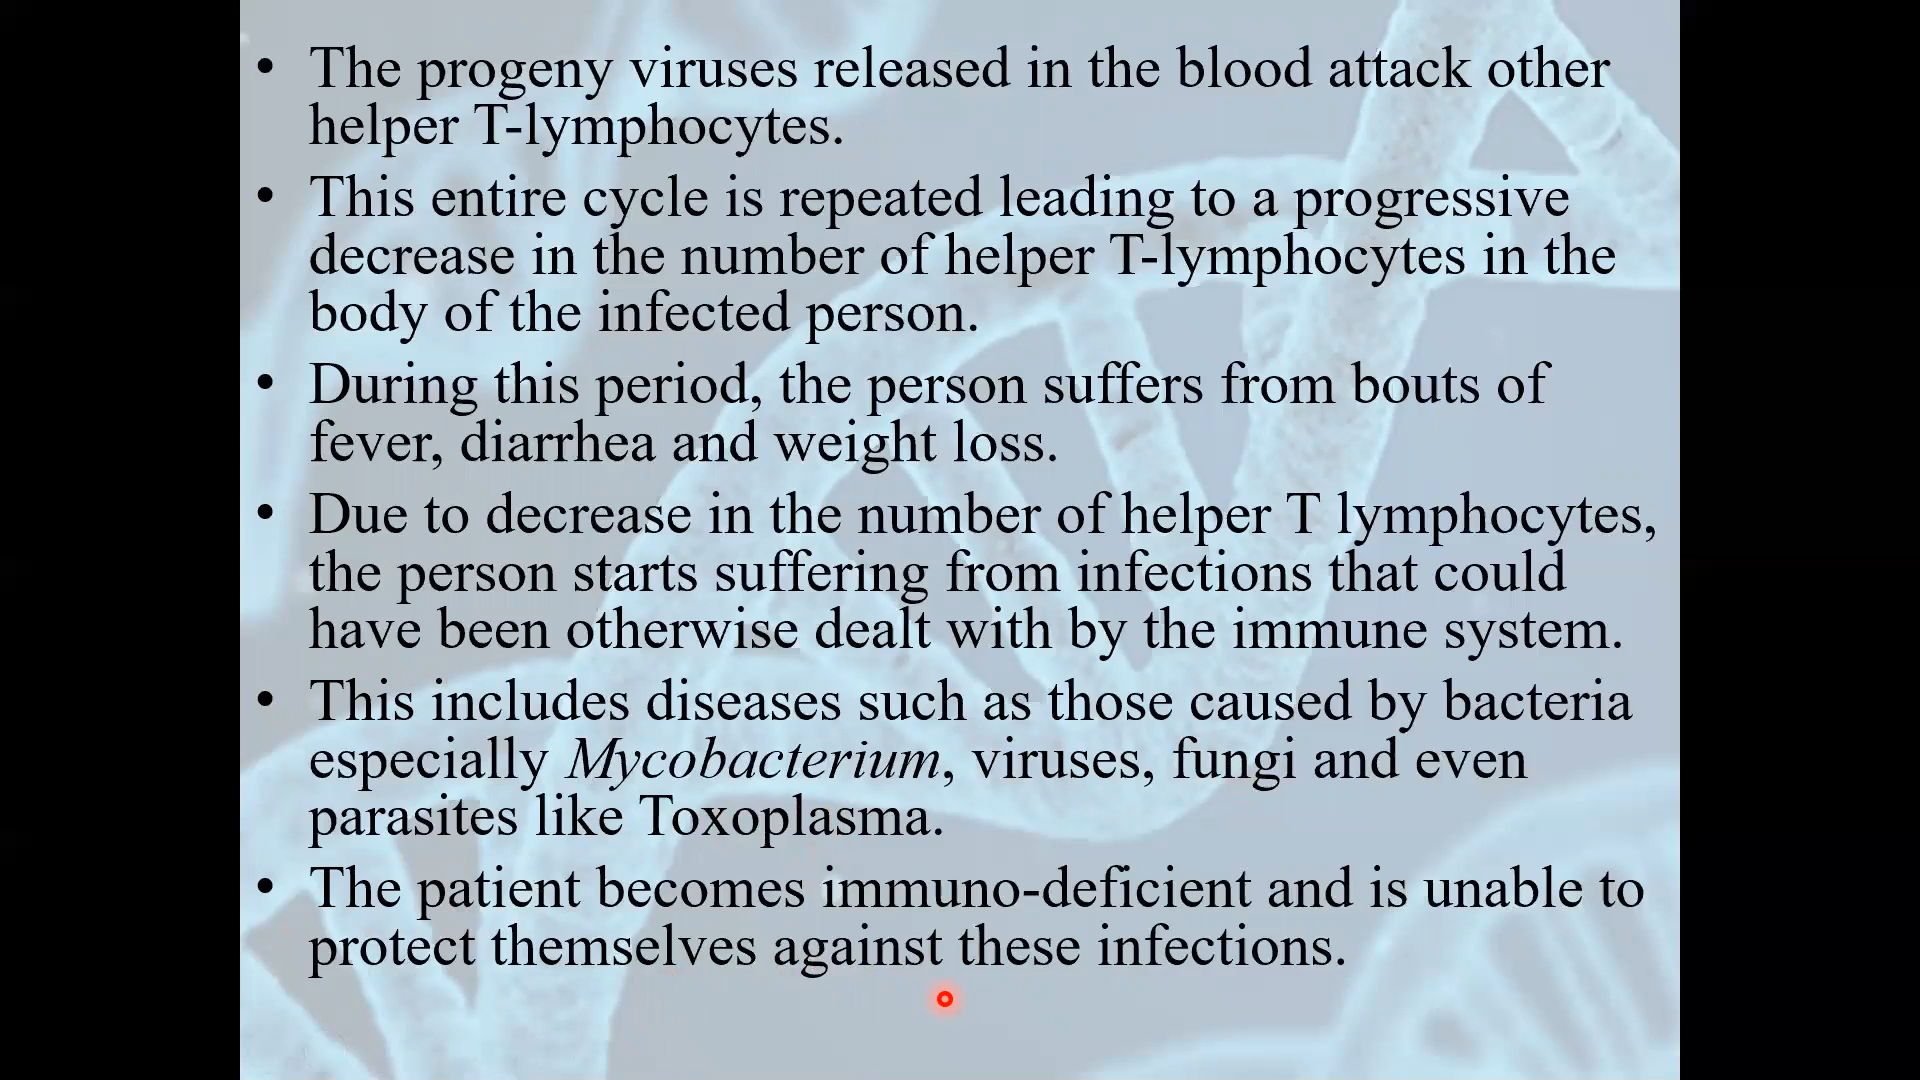 • The progeny viruses released in the blood attack other
helper T-lymphocytes.
• This entire cycle is repeated leading to a progressive
decrease in the number of helper T-lymphocytes in the
body of the infected person.
• During this period, the person suffers from bouts of
fever, diarrhea and weight loss.
• Due to decrease in the number of helper T lymphocytes,
the person starts suffering from infections that could
have been otherwise dealt with by the immune system.
• This includes diseases such as those caused by bacteria
especially Mycobacterium, viruses, fungi and even
parasites like Toxoplasma.
• The patient becomes immuno-deficient and is unable to
protect themselves against these infections.